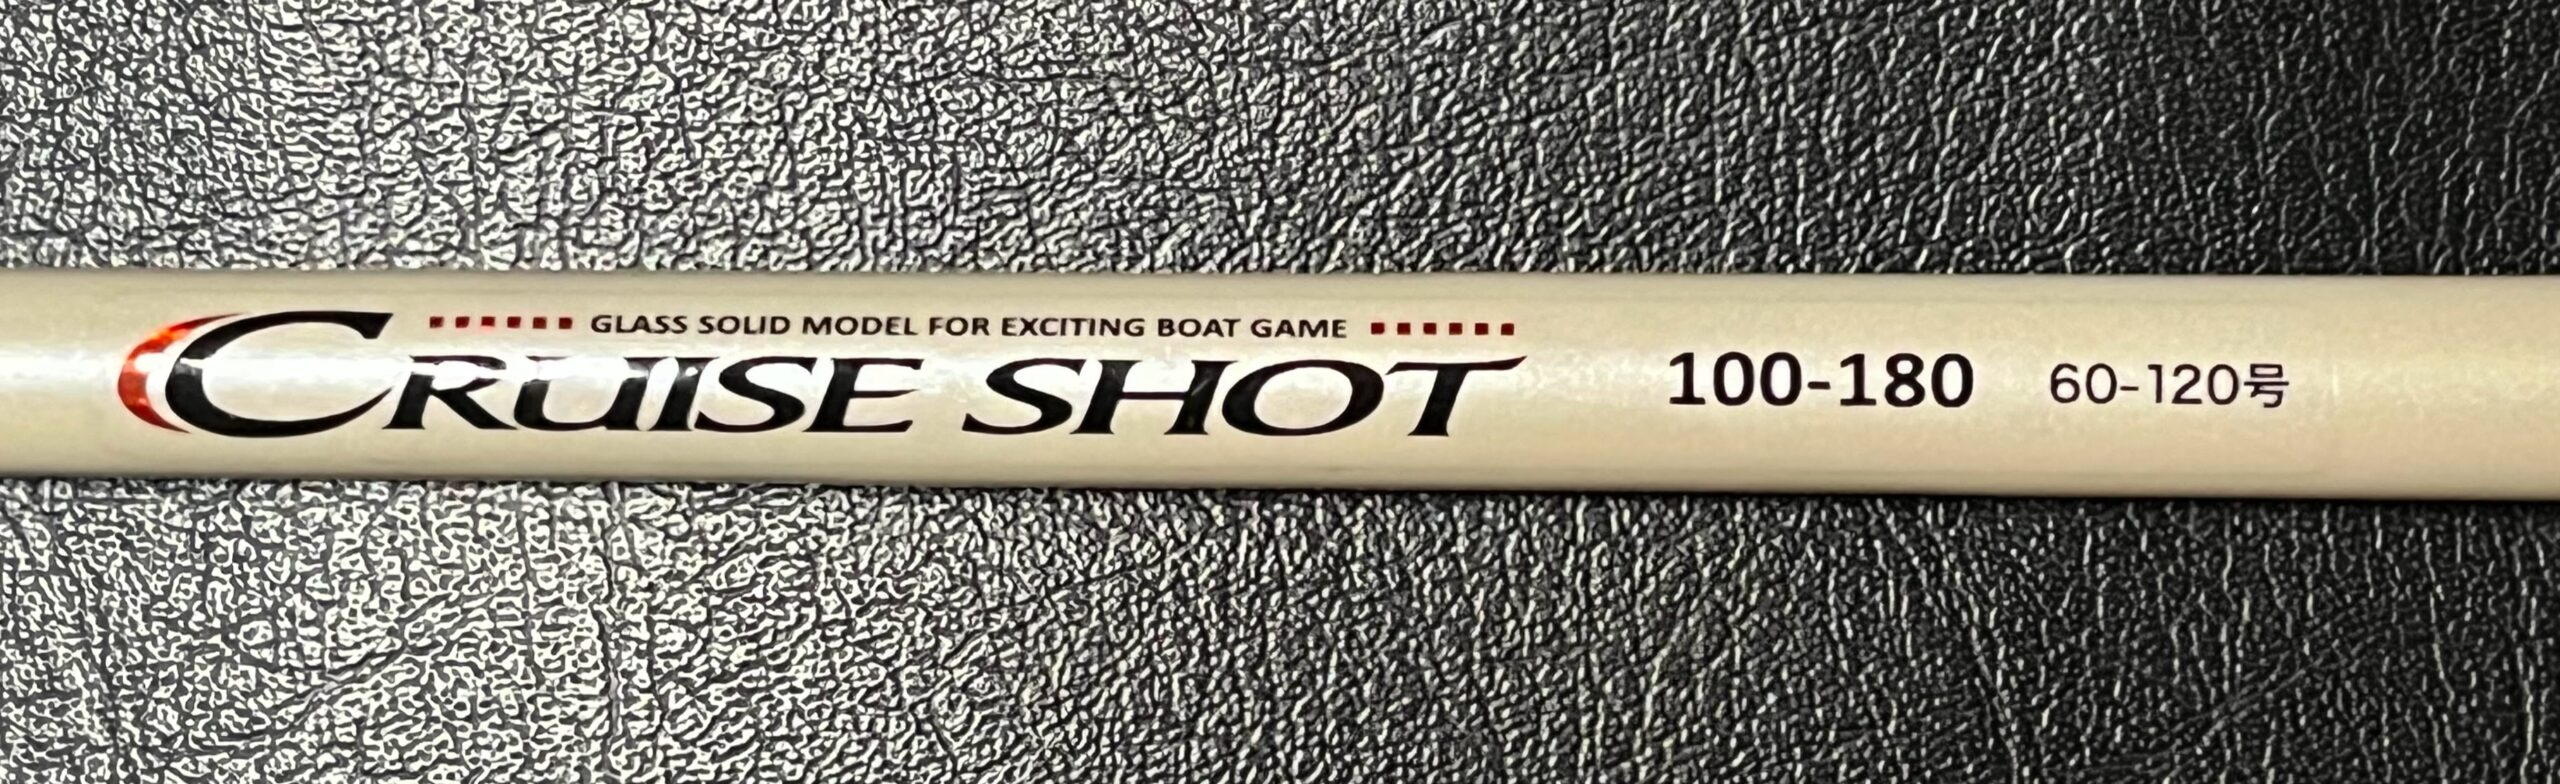 GLASS SOLID MODEL FOR EXCITING BOAT GAME
CRUISE SHOT 100-180 60-120号